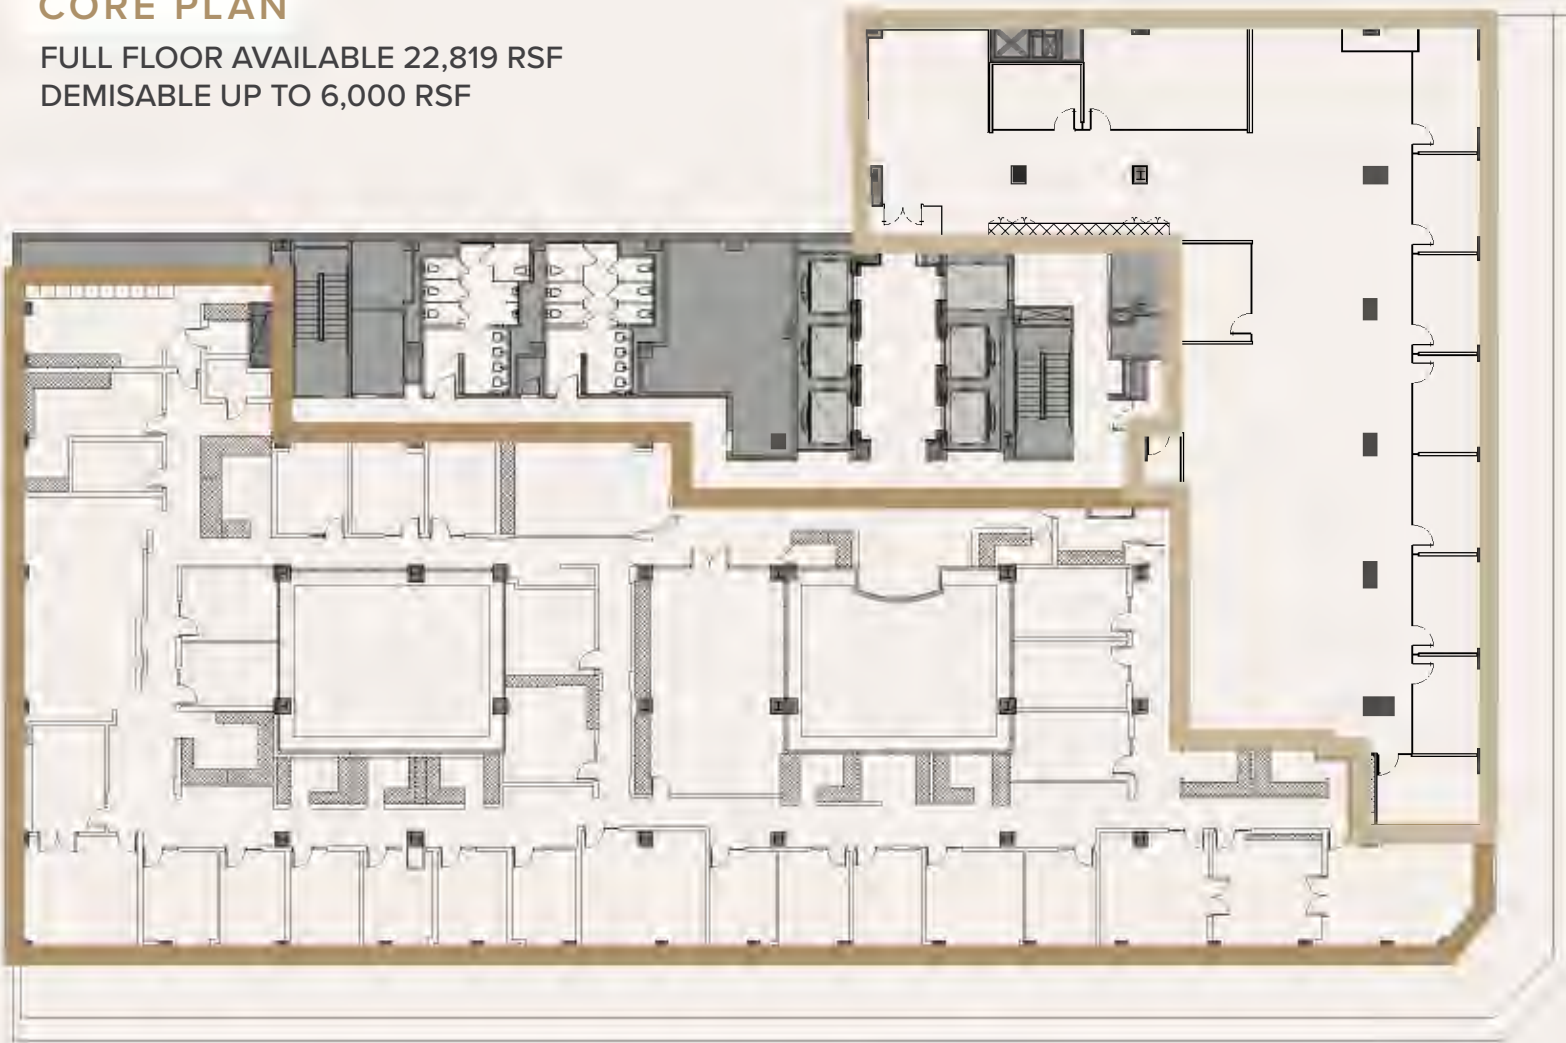 CORE PLAN
FULL FLOOR AVAILABLE 22,819 RSF
DEMISABLE UP TO 6,000 RSF